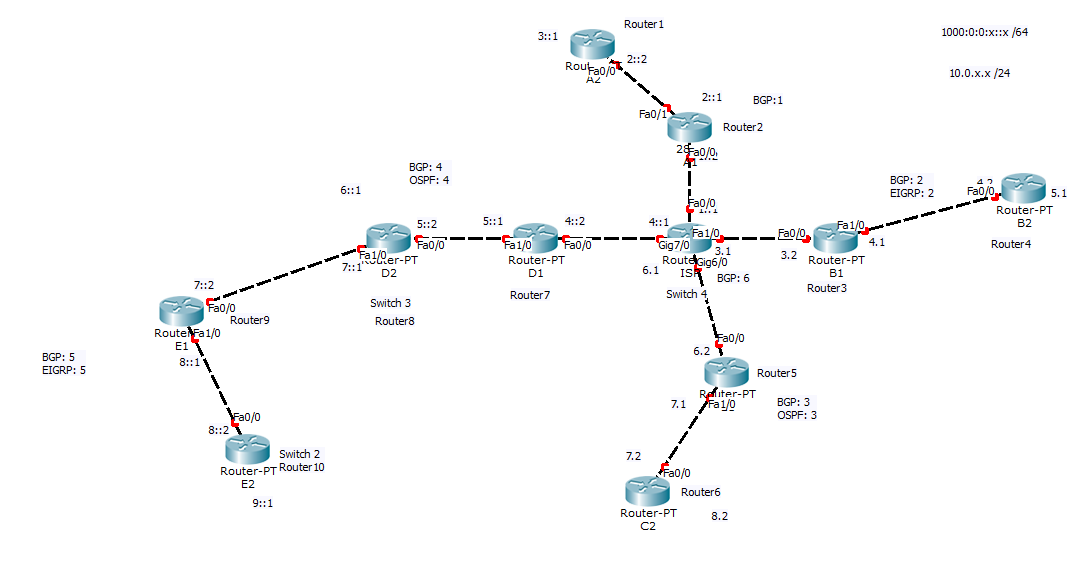 Router1
1000:0:0:x::x /64
3::1
2::2
Fa0/0
A2
10.0.x.x /24
2::1
BGP:1
Fa0/1
Router2
Fa0/0
BGP: 4
OSPF: 4
6::1
BGP: 2
EIGRP: 2
4.2
Fa0/0
5.1
Router-PT
B2
Router4
Fa0/0
5::2
5::1
4::2
4::1
Fa1/0
Fa0/0
Fa1/0
4.1
Fa1/0
Fa0/0
Fa1/0
Fa0/0
Gig7/0
3.1
3.2
Router-PT
D2
Router-PT
D1
Router-PT
B1
7::1
6.1
Gig6/0
BGP: 6
Router3
7::2
Fa0/0
Router7
Switch 4
Switch 3
Router8
Router9
Fa1/0
E1
8::1
BGP: 5
EIGRP: 5
Fa0/0
6.2
Router5
Router-PT
Fa1/0
7.1
BGP: 3
OSPF: 3
Fa0/0
8::2
Switch 2
Router10
Router-PT
E2
9::1
7.2
Fa0/0
Router6
Router-PT
C2
8.2